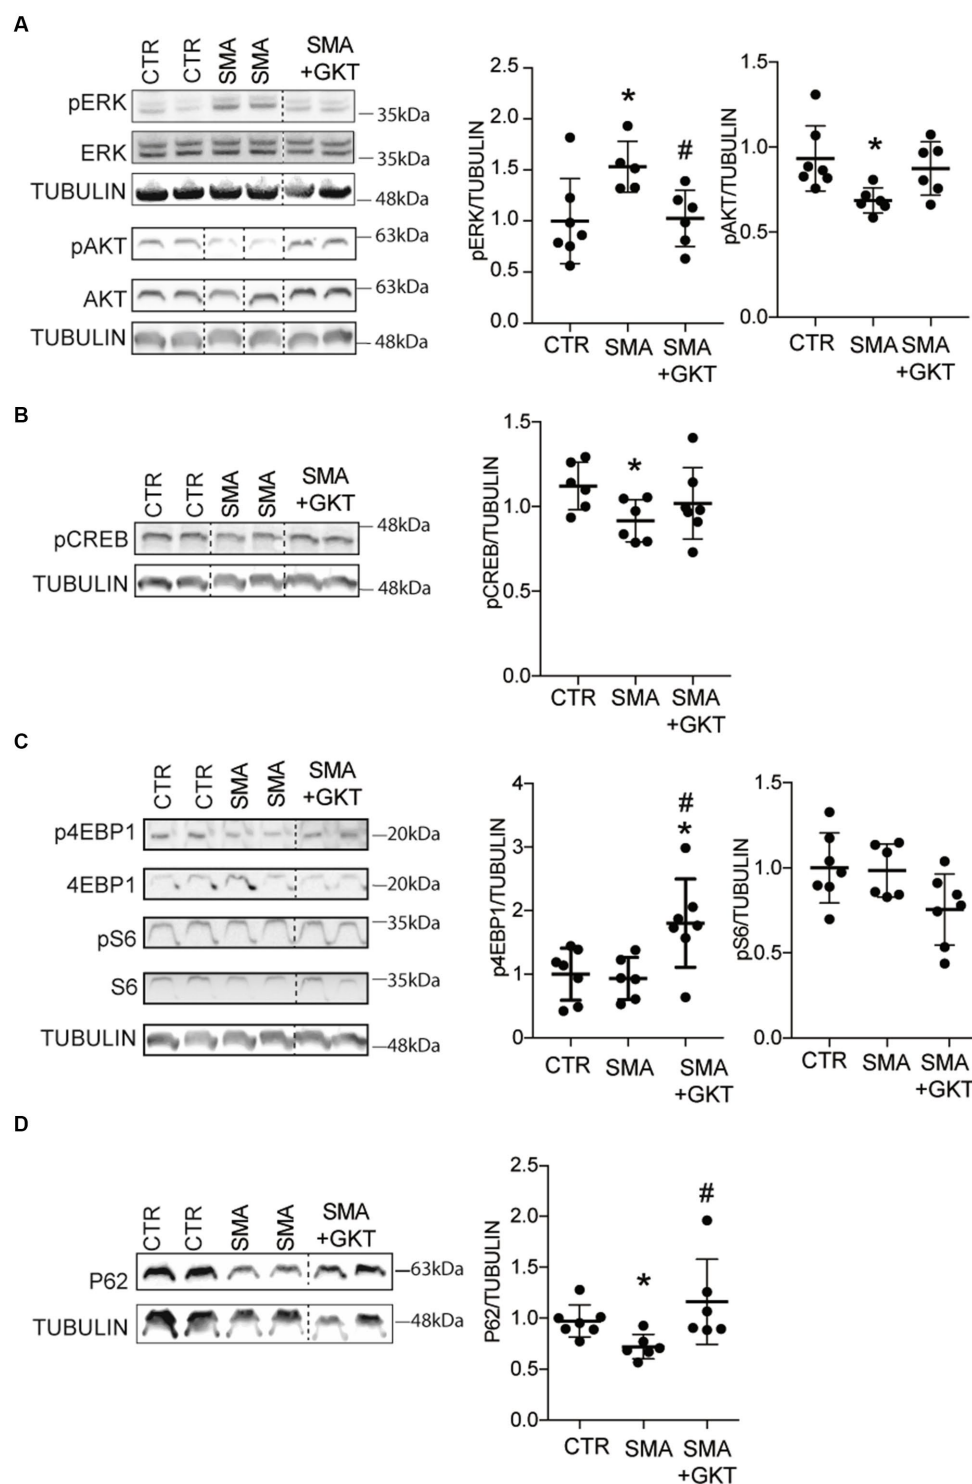 A
CTR CTR SMA SMA SMA
+GKT
pERK
35kDa
ERK
35kDa
TUBULIN
48kDa
pAKT
63kDa
AKT
63kDa
TUBULIN
48kDa
pERK/TUBULIN
2.5
2.0
1.5
1.0
0.5
0.0
*
#
CTR SMA SMA
+GKT
pAKT/TUBULIN
1.5
1.0
0.5
0.0
*
CTR SMA SMA
+GKT
B
CTR CTR SMA SMA SMA
+GKT
pCREB
48kDa
TUBULIN
48kDa
pCREB/TUBULIN
1.5
1.0
0.5
0.0
*
CTR SMA SMA
+GKT
C
CTR CTR SMA SMA SMA
+GKT
p4EBP1
20kDa
4EBP1
20kDa
pS6
35kDa
S6
35kDa
TUBULIN
48kDa
p4EBP1/TUBULIN
4
3
2
1
0
#
*
CTR SMA SMA
+GKT
pS6/TUBULIN
1.5
1.0
0.5
0.0
CTR SMA SMA
+GKT
D
CTR CTR SMA SMA SMA
+GKT
P62
63kDa
TUBULIN
48kDa
P62/TUBULIN
2.5
2.0
1.5
1.0
0.5
0.0
*
#
CTR SMA SMA
+GKT